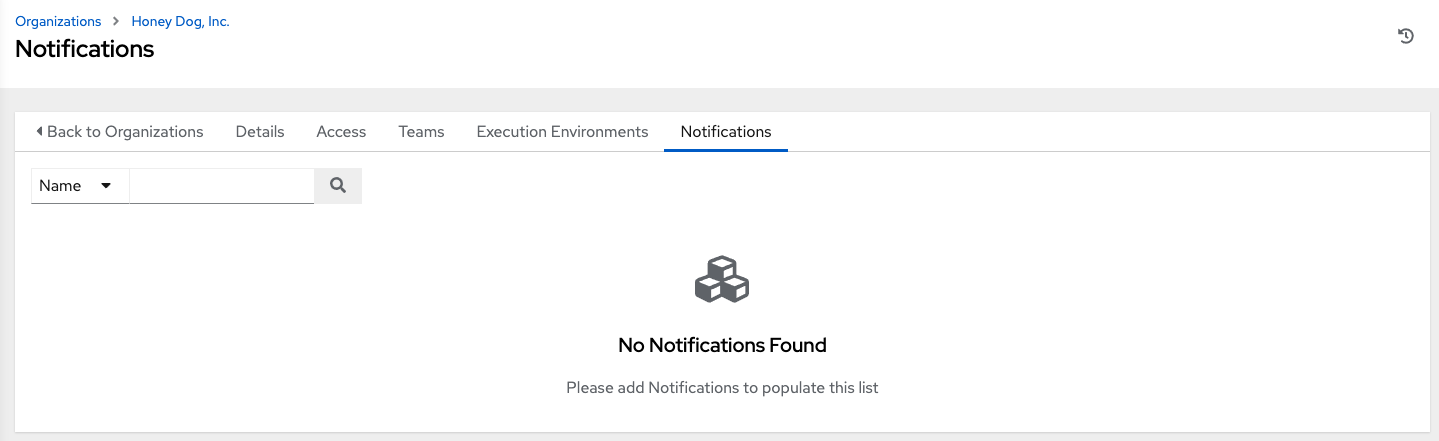 Organizations > Honey Dog, Inc.
Notifications
Back to Organizations Details Access Teams Execution Environments Notifications
Name
No Notifications Found
Please add Notifications to populate this list